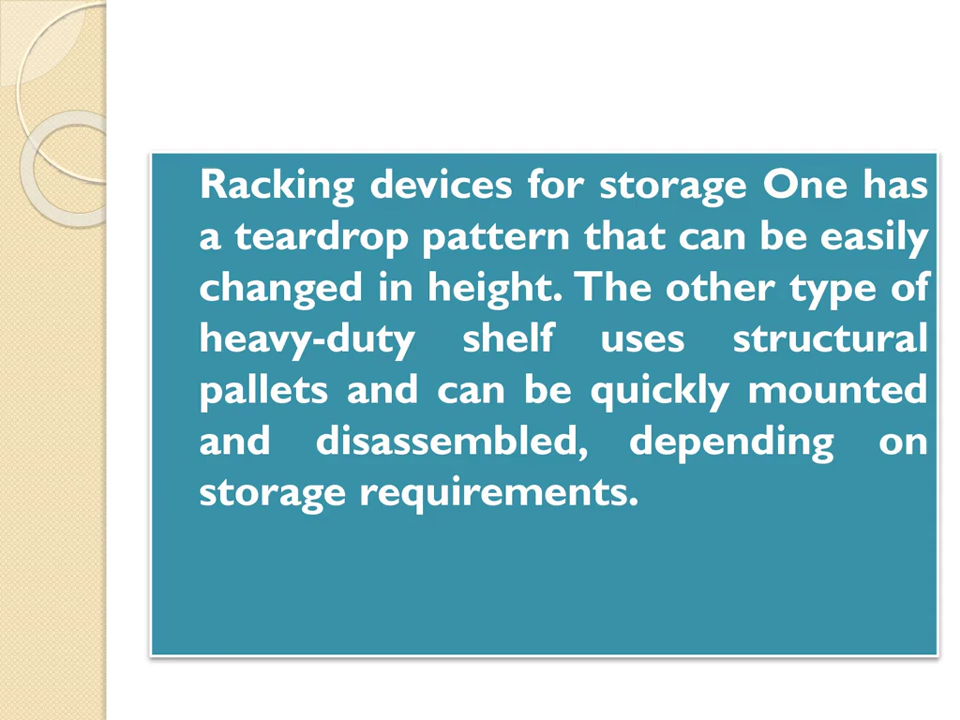 Racking devices for storage One has
a teardrop pattern that can be easily
changed in height. The other type of
heavy-duty shelf uses structural
pallets and can be quickly mounted
and disassembled, depending on
storage requirements.